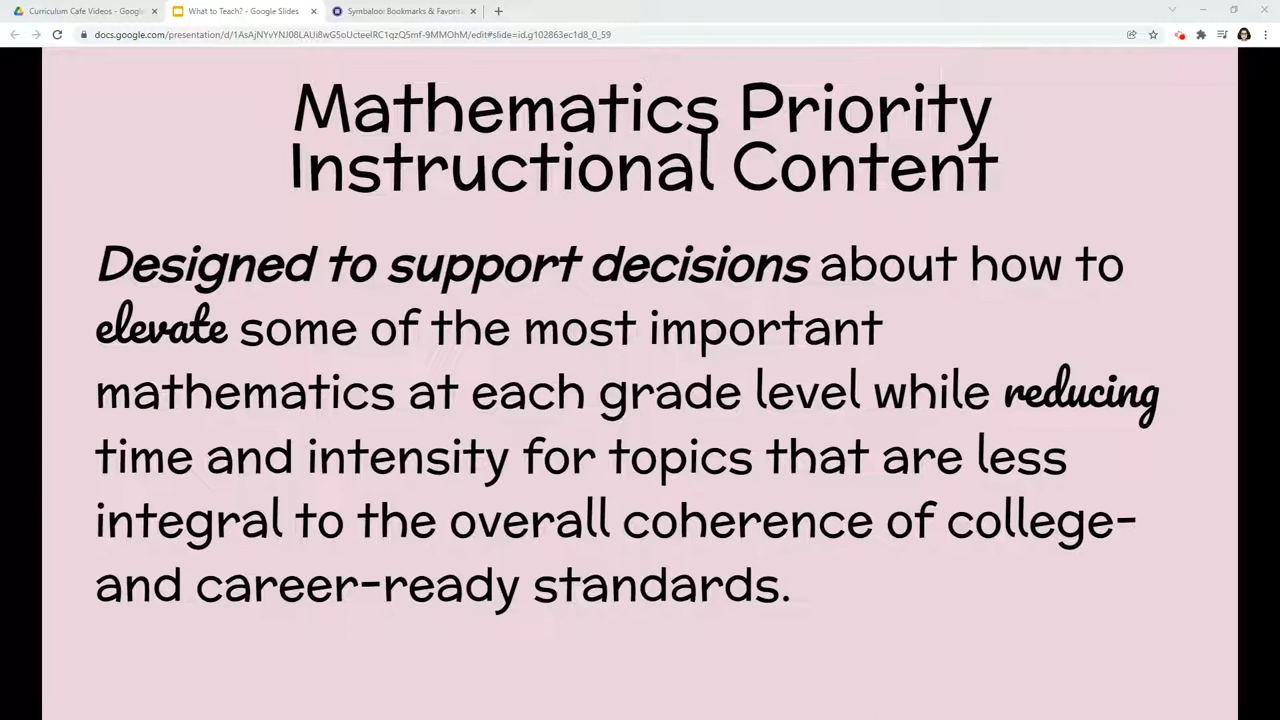 Curriculum Cafe Videos - Google
What to Teach? - Google Slides
Symbaloo: Bookmarks & Favorit
docs.google.com/presentation/d/1AsAjNYvYNJ08LAUi8wG5oUcteelRC1qzQ5mf-9MMOhM/edit#slide=id.g102863ec1d8_0_59
Mathematics Priority
Instructional Content
Designed to support decisions about how to
elevate some of the most important
mathematics at each grade level while reducing
time and intensity for topics that are less
integral to the overall coherence of college-
and career-ready standards.